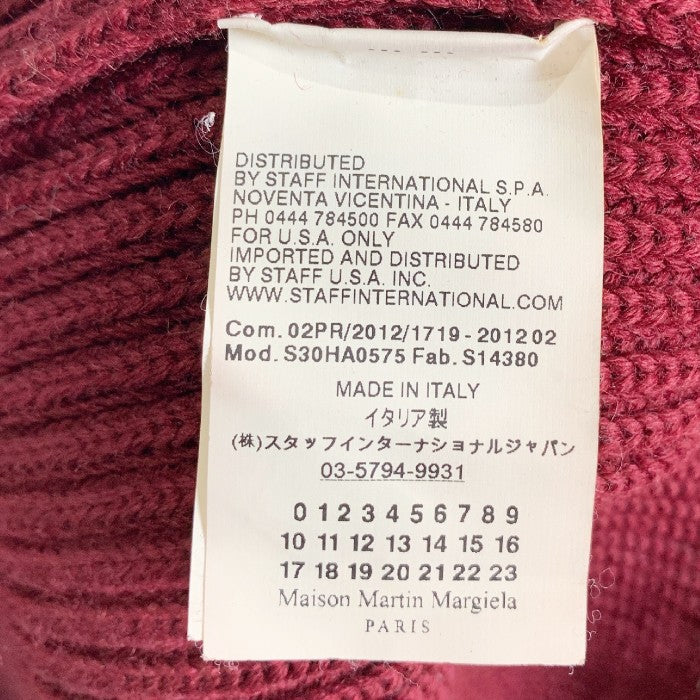 DISTRIBUTED
BY STAFF INTERNATIONAL S.P.A.
NOVENTA VICENTINA - ITALY
PH 0444 784500 FAX 0444 784580
FOR U.S.A. ONLY
IMPORTED AND DISTRIBUTED
BY STAFF U.S.A. INC.
WWW.STAFFINTERNATIONAL.COM
Com. 02PR/2012/1719 - 2012 02
Mod. S30HA0575 Fab. S14380
MADE IN ITALY
イタリア製
(株)スタッフインターナショナルジャパン
03-5794-9931
0 1 2 3 4 5 6 7 8 9
10 11 12 13 14 15 16
17 18 19 20 21 22 23
Maison Martin Margiela
PARIS